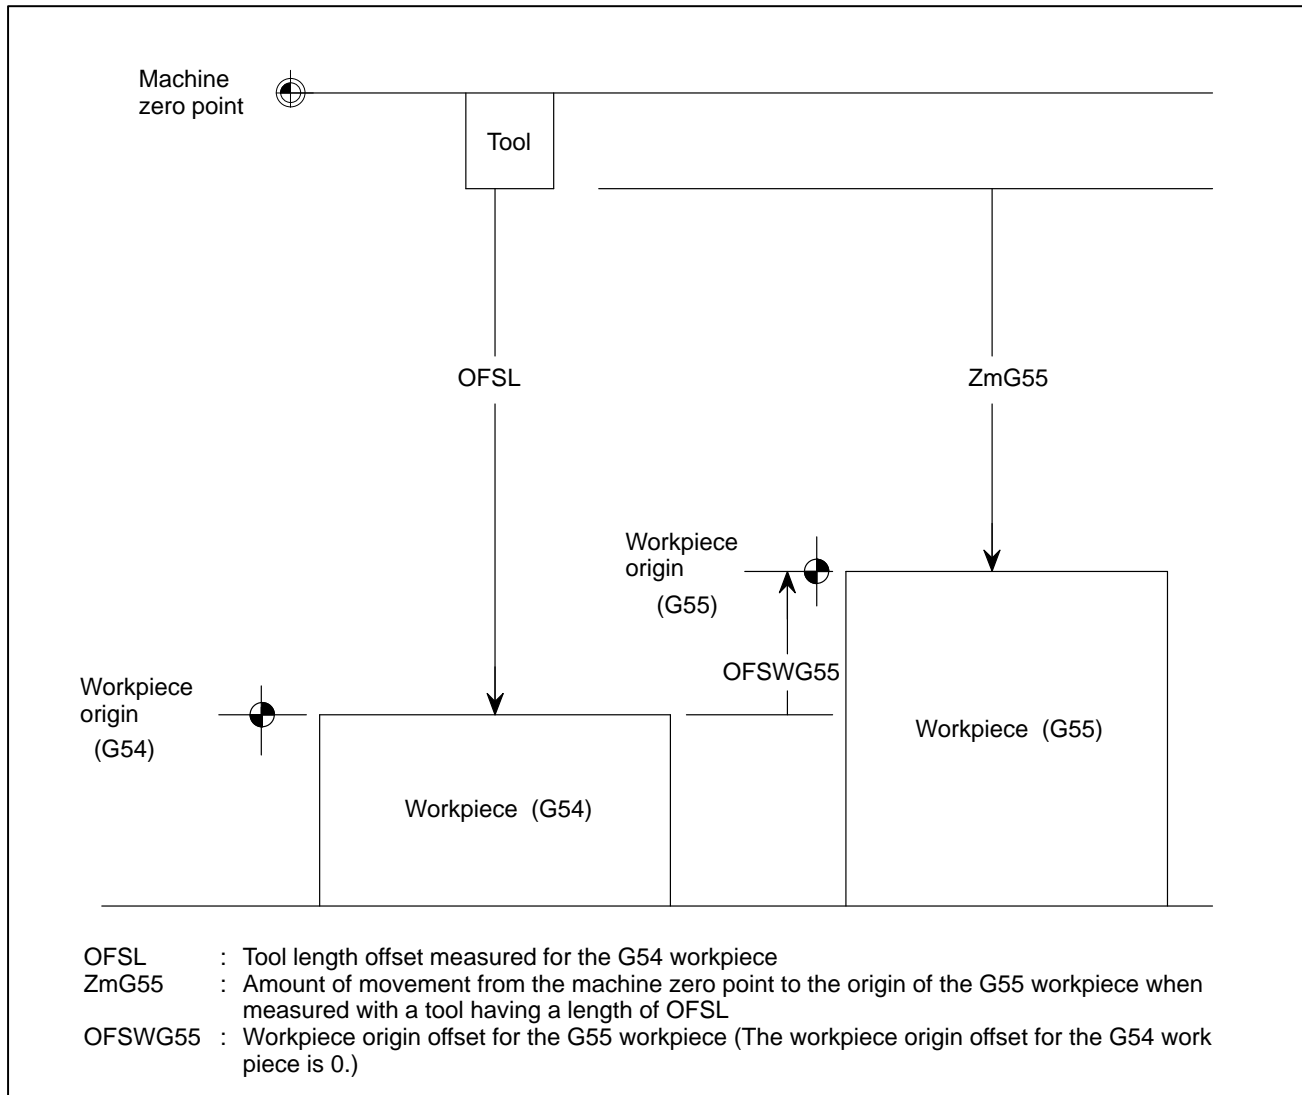 Machine
zero point
Tool
OFSL
ZmG55
Workpiece
origin
(G55)
OFSWG55
Workpiece
origin
(G54)
Workpiece (G55)
Workpiece (G54)
OFSL : Tool length offset measured for the G54 workpiece
ZmG55 : Amount of movement from the machine zero point to the origin of the G55 workpiece when
measured with a tool having a length of OFSL
OFSWG55 : Workpiece origin offset for the G55 workpiece (The workpiece origin offset for the G54 work
piece is 0.)